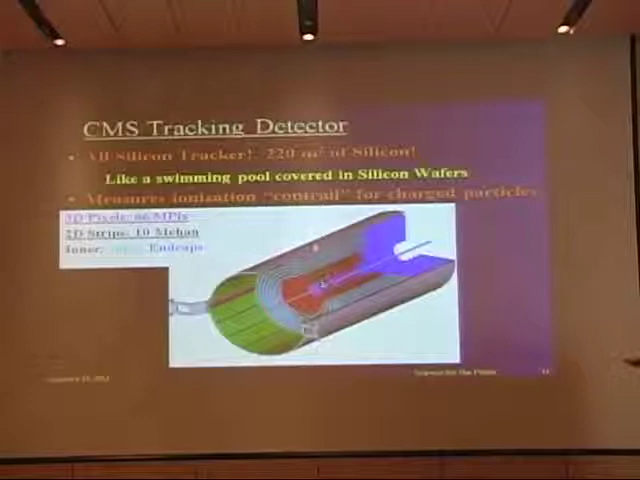 CMS Tracking Detector
• All Silicon Tracker! 220 m² of Silicon!
Like a swimming pool covered in Silicon Wafers
• Measures ionisation "contrail" for charged particles
3D Pixels: 66 MPix
2D Strips: 10 Mchan
Inner, Endcaps